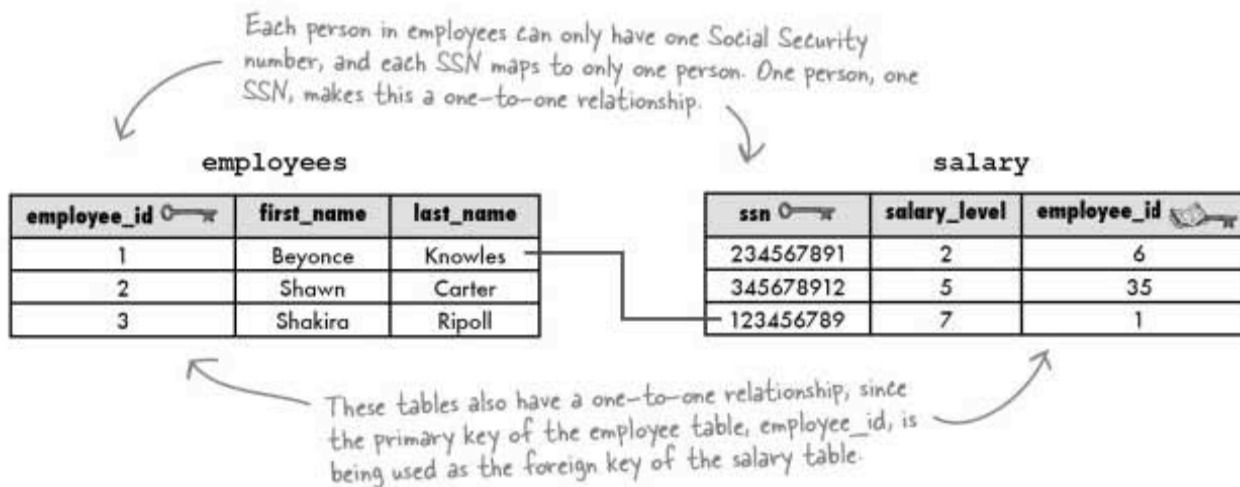 Each person in employees can only have one Social Security
number, and each SSN maps to only one person. One person, one
SSN, makes this a one-to-one relationship.
employees
employee_id first_name last_name
1 Beyonce Knowles
2 Shawn Carter
3 Shakira Ripoll
salary
ssn salary_level employee_id
234567891 2 6
345678912 5 35
123456789 7 1
These tables also have a one-to-one relationship, since
the primary key of the employee table, employee_id, is
being used as the foreign key of the salary table.